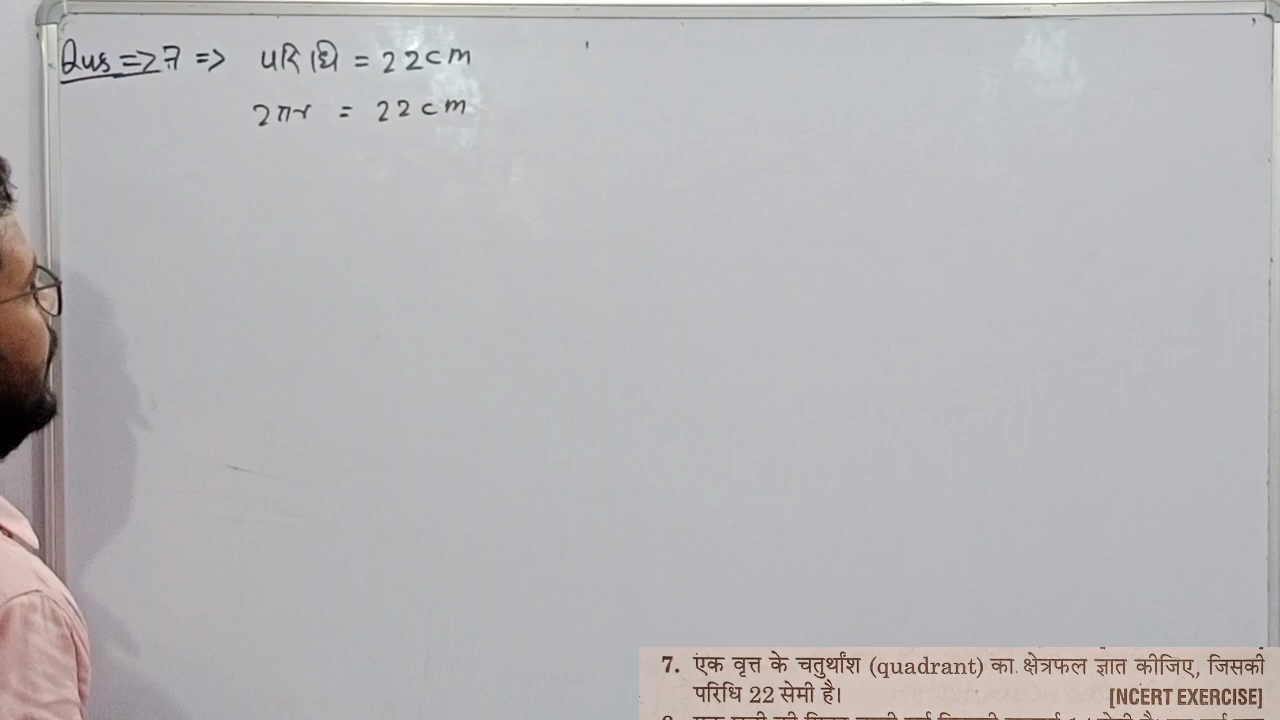 Qus => 7 => परिधि = 22cm
2πr = 22cm
7. एक वृत्त के चतुर्थांश (quadrant) का क्षेत्रफल ज्ञात कीजिए, जिसकी
परिधि 22 सेमी है। [NCERT EXERCISE]